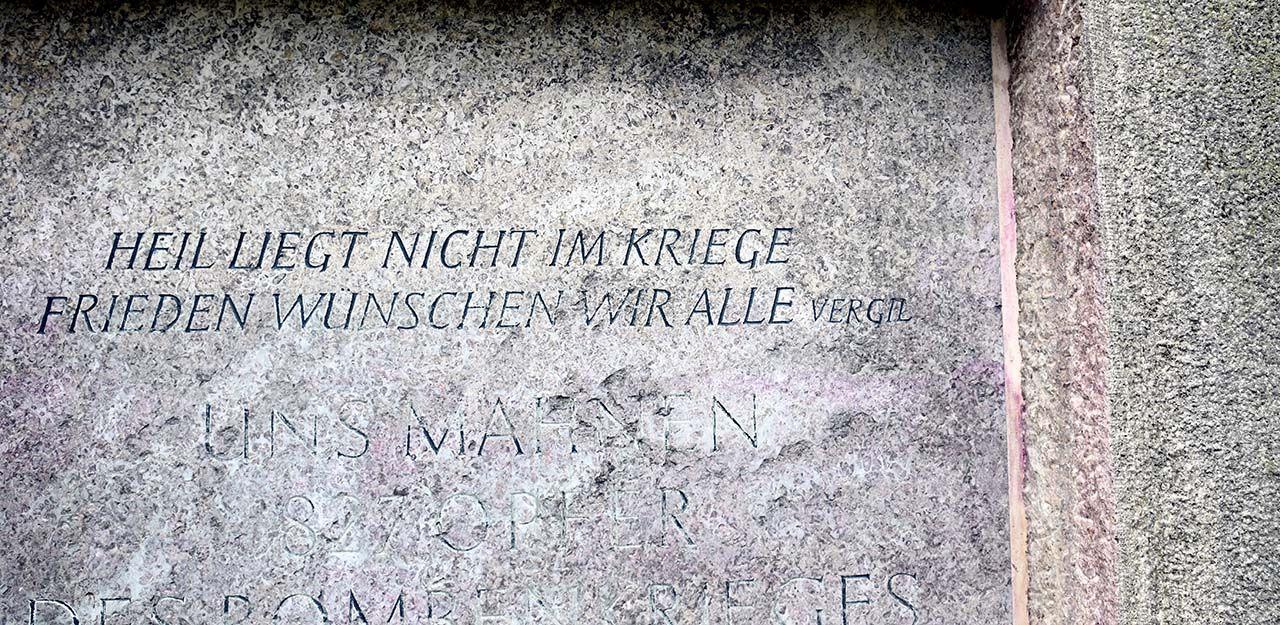 HEIL LIEGT NICHT IM KRIEGE
FRIEDEN WÜNSCHEN WIR ALLE VERGIL
UNS MAHNEN
827 OPFER
DES BOMBENKRIEGES